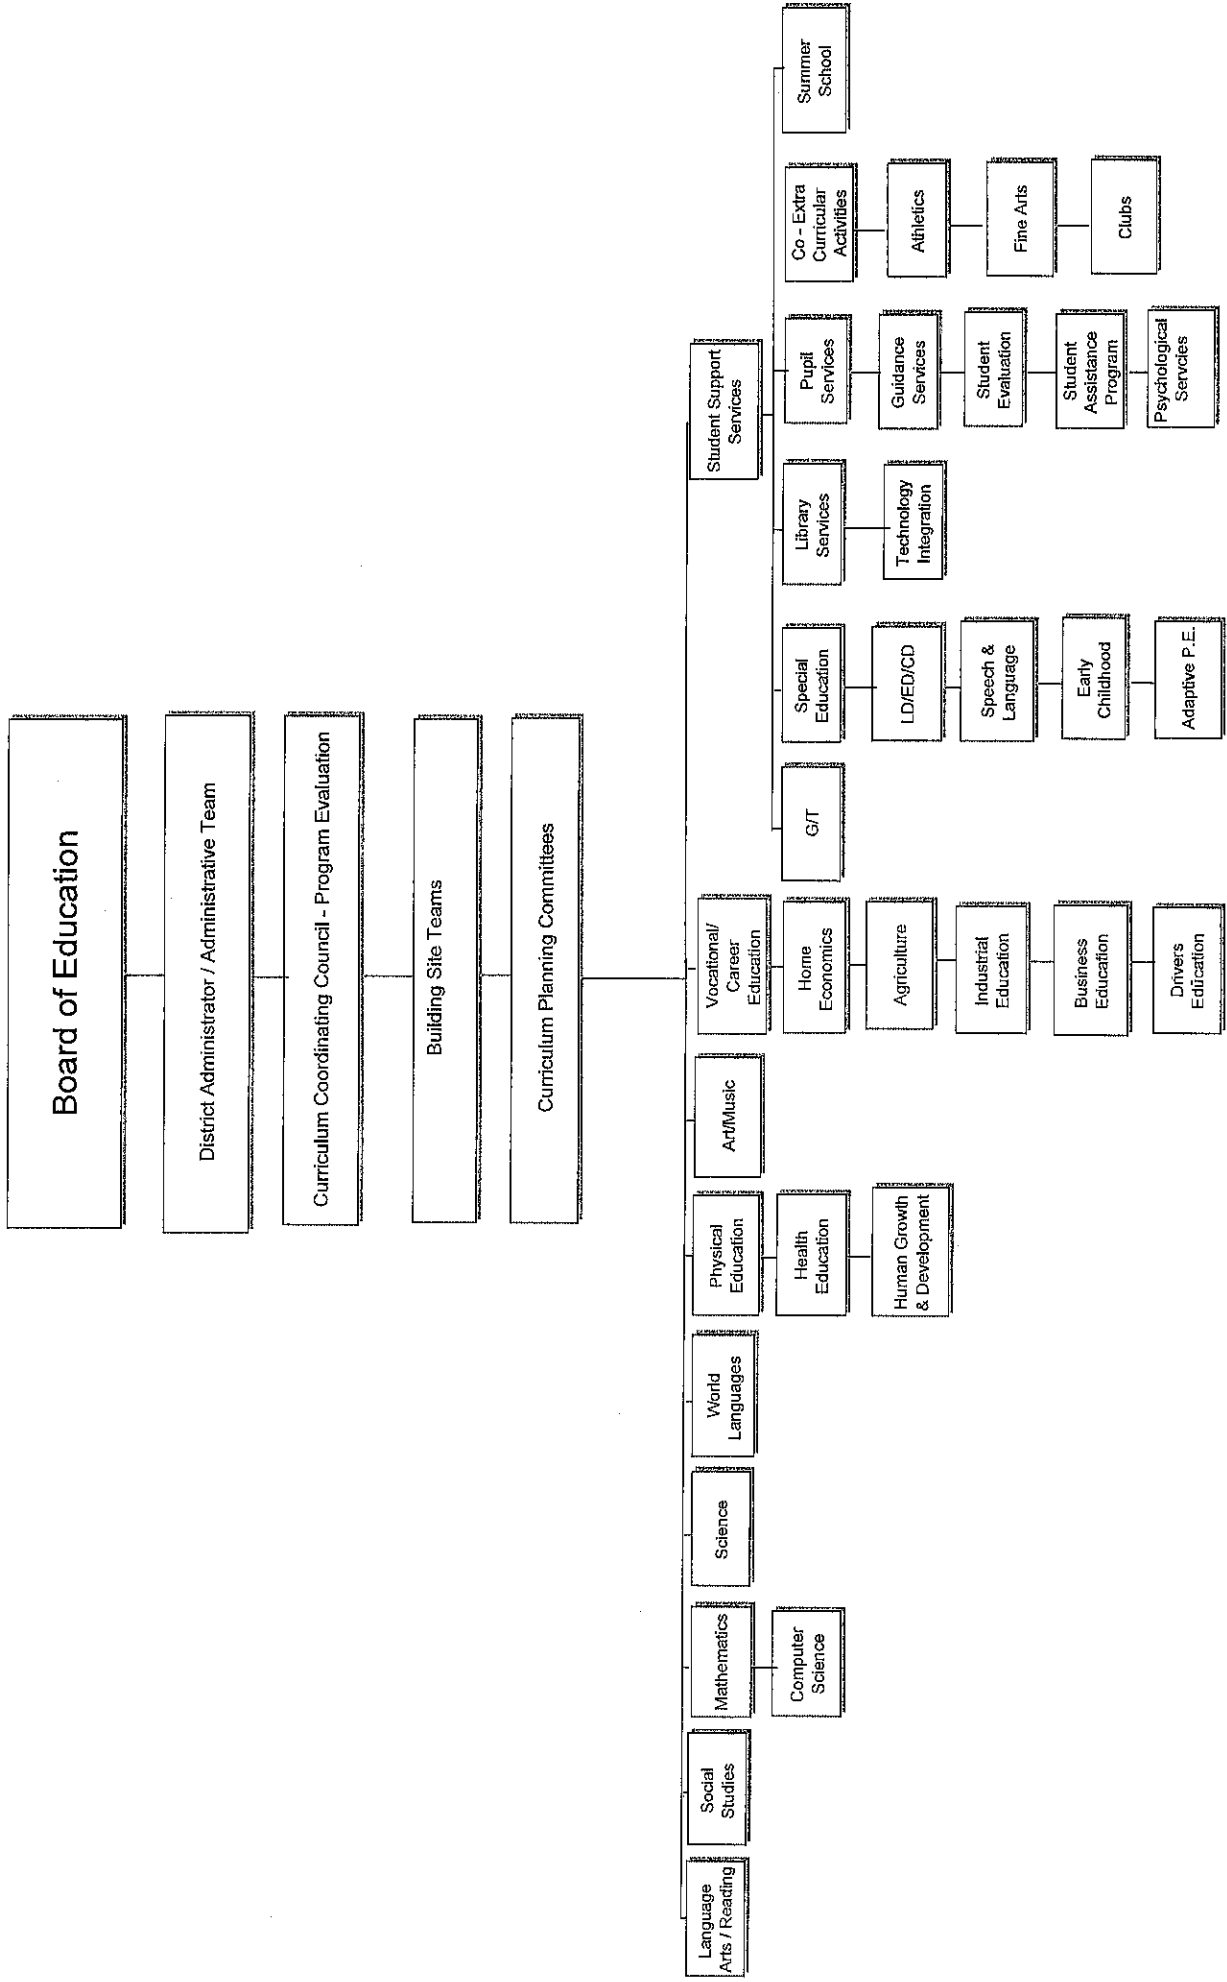 Board of Education
District Administrator / Administrative Team
Curriculum Coordinating Council - Program Evaluation
Building Site Teams
Curriculum Planning Committees
Language
Arts / Reading
Social
Studies
Mathematics
Computer
Science
Science
World
Languages
Physical
Education
Health
Education
Human Growth
& Development
Art/Music
Vocational/
Career
Education
Home
Economics
Agriculture
Industrial
Education
Business
Education
Drivers
Education
Student Support
Services
G/T
Special
Education
LD/ED/CD
Speech &
Language
Early
Childhood
Adaptive P.E.
Library
Services
Technology
Integration
Pupil
Services
Guidance
Services
Student
Evaluation
Student
Assistance
Program
Psychological
Servcies
Co - Extra
Curricular
Activities
Athletics
Fine Arts
Clubs
Summer
School